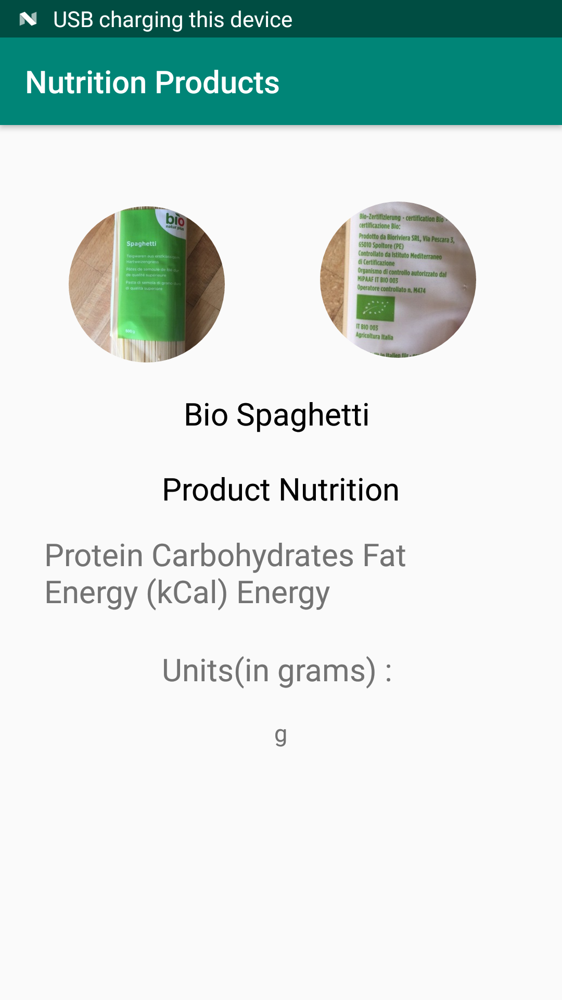 USB charging this device
Nutrition Products
bio
natur plus
Spaghetti
Teigwaren aus erstklassigem
Hartweizengriess
Pâtes de semoule de blé dur
de qualité supérieure
Pasta di semola di grano duro
di qualità superiore
500 g
Bio-Zertifizierung - certification Bio -
certificazione Bio:
Prodotto da Bioriviera SRL, Via Pescara 3,
65010 Spoltore (PE)
Controllato da Istituto Mediterraneo
di Certificazione
Organismo di controllo autorizzato dal
MiPAAF IT BIO 003
Operatore controllato n. M474
IT BIO 003
Agricoltura Italia
in Italien für
Bio Spaghetti
Product Nutrition
Protein Carbohydrates Fat
Energy (kCal) Energy
Units(in grams) :
g